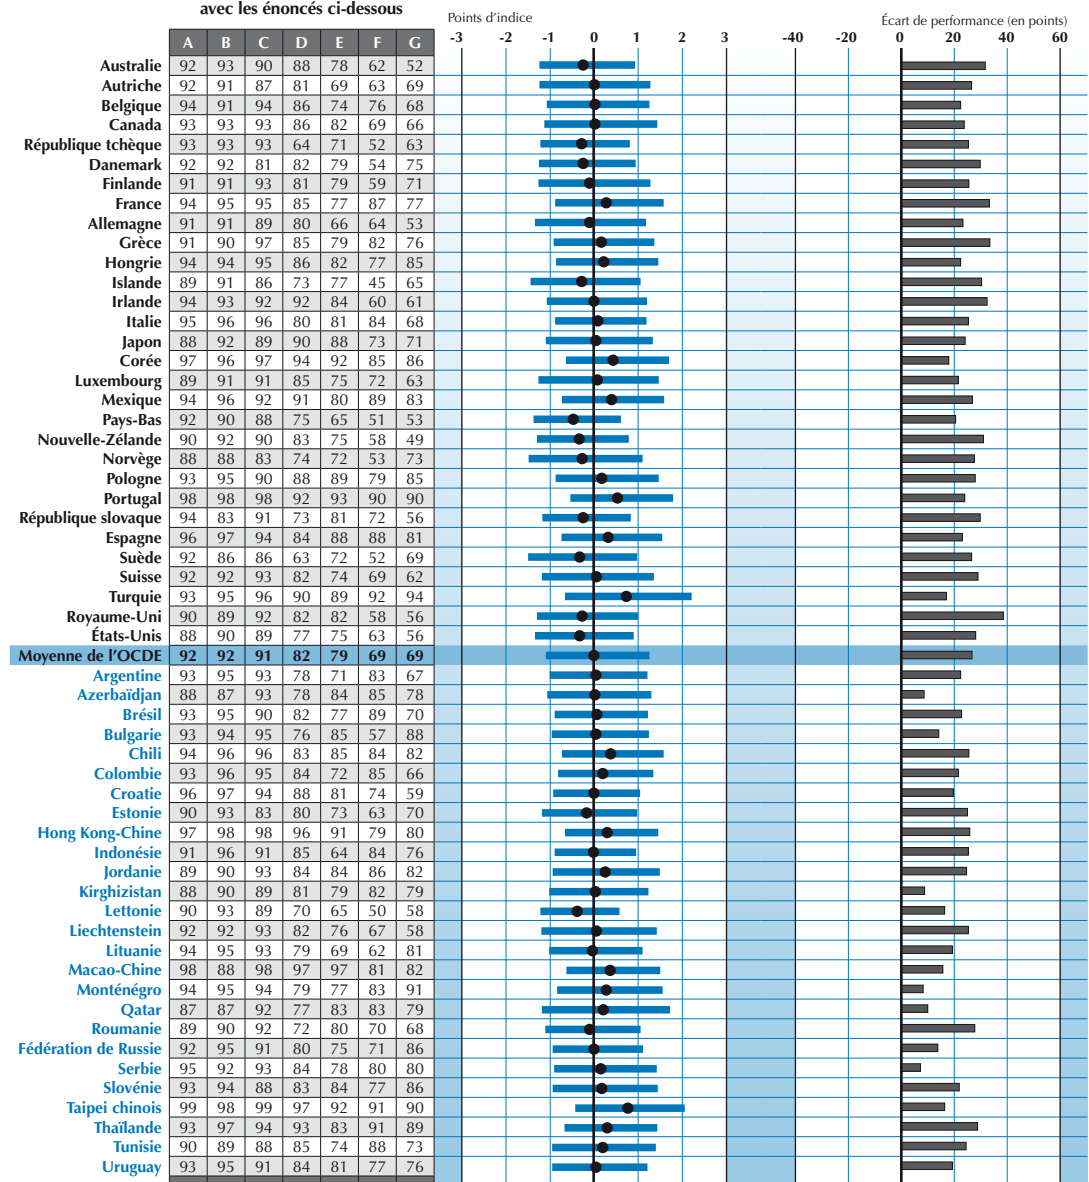 avec les énoncés ci-dessous
Points d'indice
Écart de performance (en points)
A B C D E F G -3 -2 -1 0 1 2 3 -40 -20 0 20 40 60
Australie 92 93 90 88 78 62 52
Autriche 92 91 87 81 69 63 69
Belgique 94 91 94 86 74 76 68
Canada 93 93 93 86 82 69 66
République tchèque 93 93 93 64 71 52 63
Danemark 92 92 81 82 79 54 75
Finlande 91 91 93 81 79 59 71
France 94 95 95 85 77 87 77
Allemagne 91 91 89 80 66 64 53
Grèce 91 90 97 85 79 82 76
Hongrie 94 94 95 86 82 77 85
Islande 89 91 86 73 77 45 65
Irlande 94 93 92 92 84 60 61
Italie 95 96 96 80 81 84 68
Japon 88 92 89 90 88 73 71
Corée 97 96 97 94 92 85 86
Luxembourg 89 91 91 85 75 72 63
Mexique 94 96 92 91 80 89 83
Pays-Bas 92 90 88 75 65 51 53
Nouvelle-Zélande 90 92 90 83 75 58 49
Norvège 88 88 83 74 72 53 73
Pologne 93 95 90 88 89 79 85
Portugal 98 98 98 92 93 90 90
République slovaque 94 83 91 73 81 72 56
Espagne 96 97 94 84 88 88 81
Suède 92 86 86 63 72 52 69
Suisse 92 92 93 82 74 69 62
Turquie 93 95 96 90 89 92 94
Royaume-Uni 90 89 92 82 82 58 56
États-Unis 88 90 89 77 75 63 56
Moyenne de l'OCDE 92 92 91 82 79 69 69
Argentine 93 95 93 78 71 83 67
Azerbaïdjan 88 87 93 78 84 85 78
Brésil 93 95 90 82 77 89 70
Bulgarie 93 94 95 76 85 57 88
Chili 94 96 96 83 85 84 82
Colombie 93 96 95 84 72 85 66
Croatie 96 97 94 88 81 74 59
Estonie 90 93 83 80 73 63 70
Hong Kong-Chine 97 98 98 96 91 79 80
Indonésie 91 96 91 85 64 84 76
Jordanie 89 90 93 84 84 86 82
Kirghizistan 88 90 89 81 79 82 79
Lettonie 90 93 89 70 65 50 58
Liechtenstein 92 92 93 82 76 67 58
Lituanie 94 95 93 79 69 62 81
Macao-Chine 98 88 98 97 97 81 82
Monténégro 94 95 94 79 77 83 91
Qatar 87 87 92 77 83 83 79
Roumanie 89 90 92 72 80 70 68
Fédération de Russie 92 95 91 80 75 71 86
Serbie 95 92 93 84 78 80 80
Slovénie 93 94 88 83 84 77 86
Taipei chinois 99 98 99 97 92 91 90
Thaïlande 93 97 94 93 83 91 89
Tunisie 90 89 88 85 74 88 73
Uruguay 93 95 91 84 81 77 76